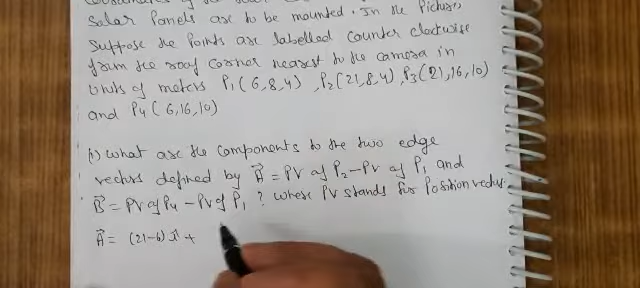 Solar Panels are to be mounted. In the Picture,
Suppose the Points are labelled counter clockwise
from the roof corner nearest to the camera in
Units of meters P₁(6,8,4), P₂(21,8,4), P₃(21,16,10)
and P₄(6,16,10)
What are the Components to the two edge
vectors defined by A⃗ = PV of P₂ - PV of P₁ and
B⃗ = PV of P₄ - PV of P₁ ? where PV stands for Position vector
A⃗ = (21-6)